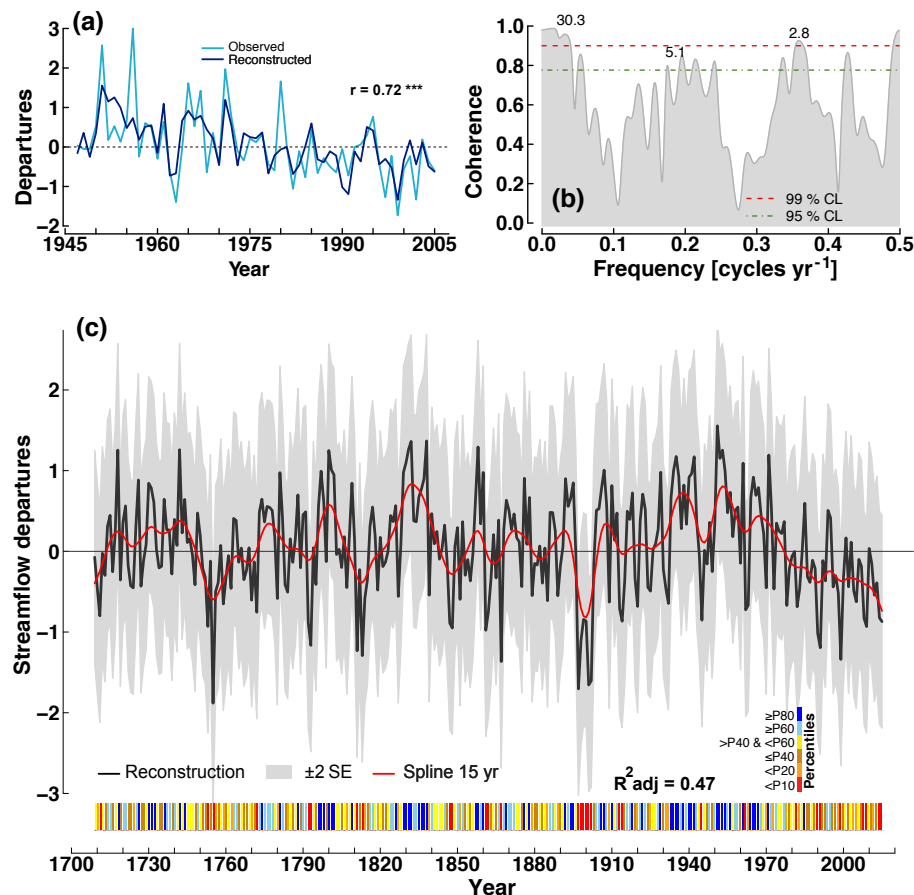 (a)
3
2
1
0
−1
−2
Departures
Observed
Reconstructed
r = 0.72 ***
1945 1960 1975 1990 2005
Year
(b)
30.3
5.1
2.8
1.0
0.8
0.6
0.4
0.2
0.0
Coherence
99 % CL
95 % CL
0.0 0.1 0.2 0.3 0.4 0.5
Frequency [cycles yr⁻¹]
(c)
2
1
0
−1
−2
−3
Streamflow departures
Reconstruction ±2 SE Spline 15 yr
R² adj = 0.47
≥P80
≥P60
>P40 & <P60
≤P40
<P20
<P10
Percentiles
1700 1730 1760 1790 1820 1850 1880 1910 1940 1970 2000
Year